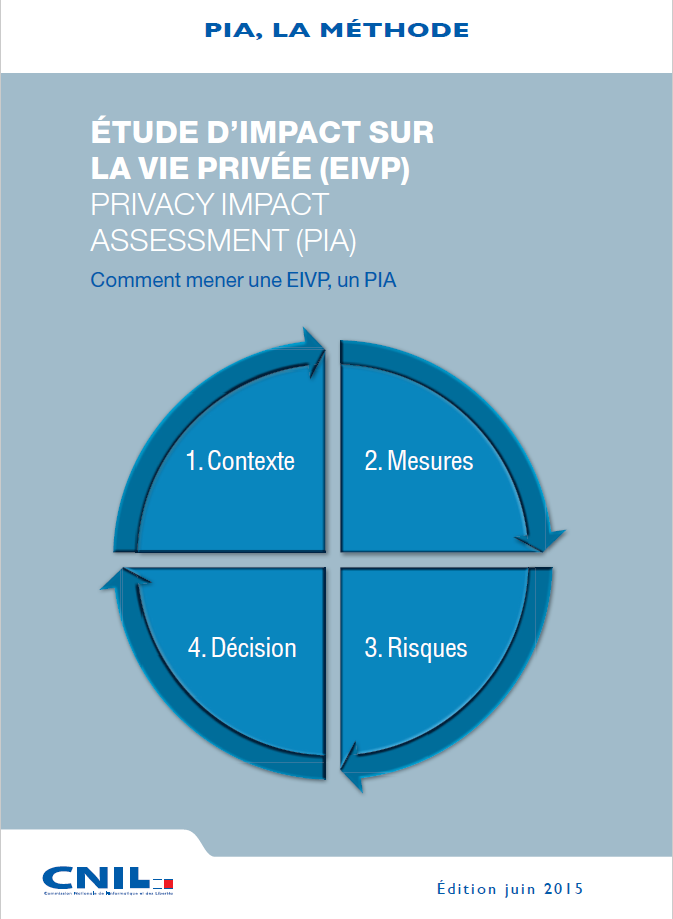 PIA, LA MÉTHODE
ÉTUDE D'IMPACT SUR
LA VIE PRIVÉE (EIVP)
PRIVACY IMPACT
ASSESSMENT (PIA)
Comment mener une EIVP, un PIA
1. Contexte
2. Mesures
4. Décision
3. Risques
CNIL
Commission Nationale de l'Informatique et des Libertés
Édition juin 2015